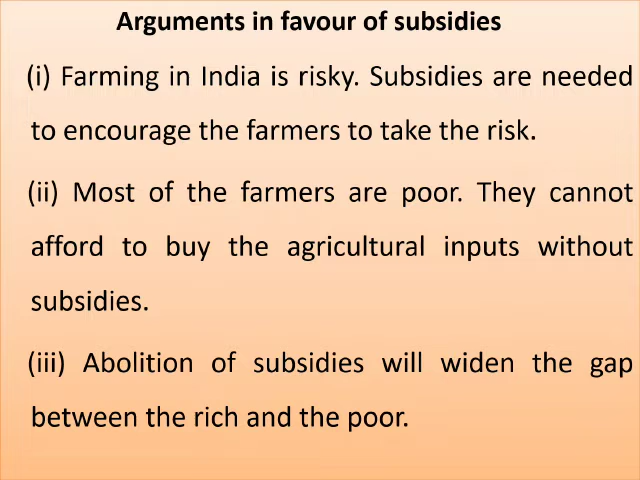 Arguments in favour of subsidies
(i) Farming in India is risky. Subsidies are needed
to encourage the farmers to take the risk.
(ii) Most of the farmers are poor. They cannot
afford to buy the agricultural inputs without
subsidies.
(iii) Abolition of subsidies will widen the gap
between the rich and the poor.